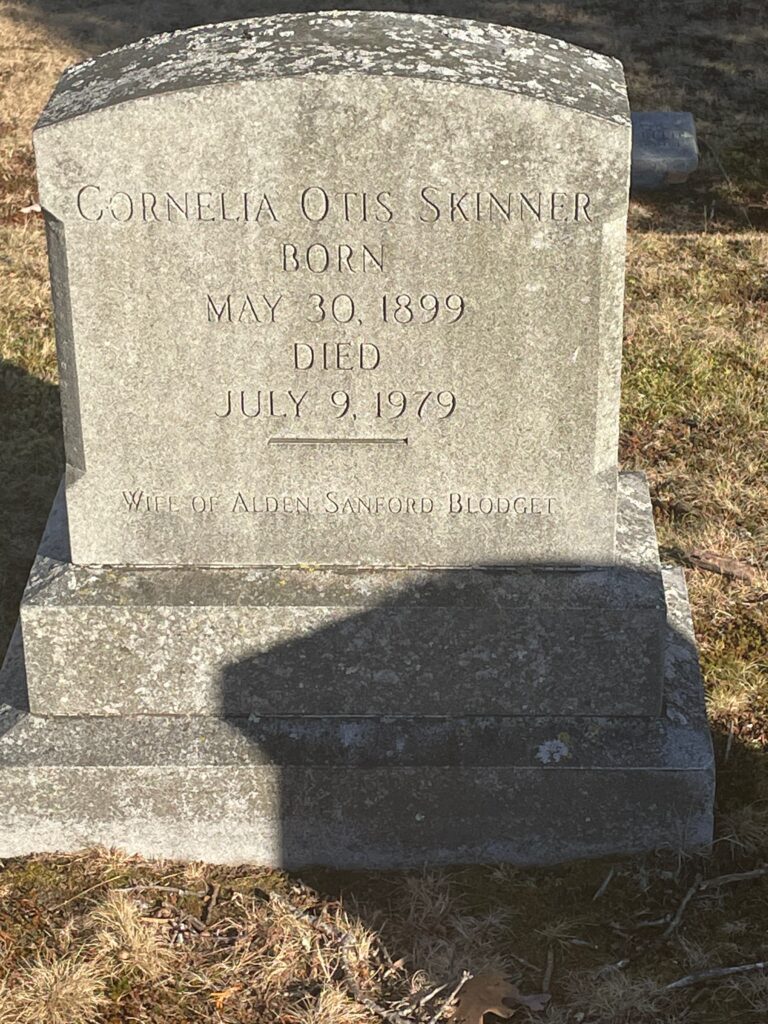 Cornelia Otis Skinner
BORN
MAY 30, 1899
DIED
JULY 9, 1979
Wife of Alden Sanford Blodget